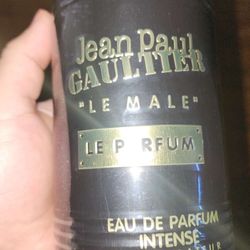 Jean Paul
GAULTIER
"LE MALE"
LE PARFUM
EAU DE PARFUM
INTENSE